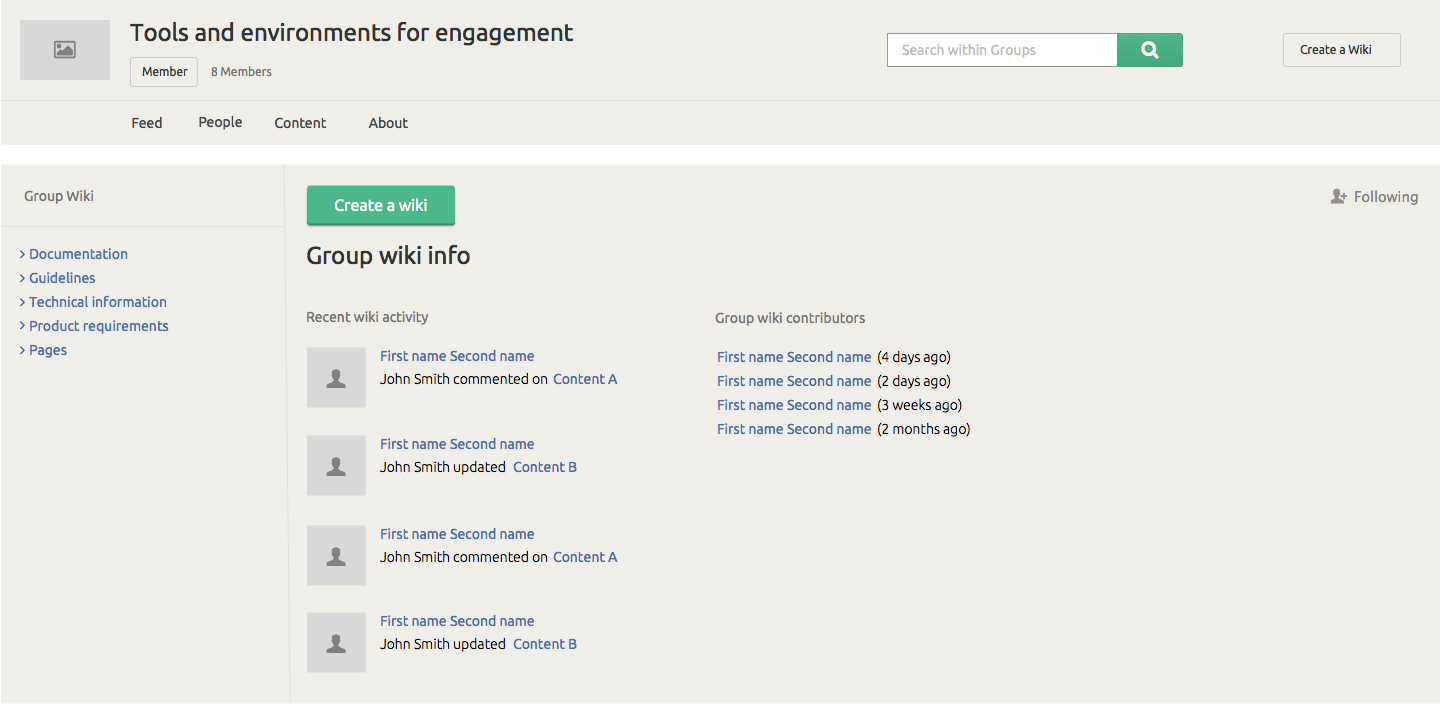 Tools and environments for engagement
Member 8 Members
Search within Groups
Create a Wiki
Feed People Content About
Group Wiki
Documentation
Guidelines
Technical information
Product requirements
Pages
Create a wiki
Following
Group wiki info
Recent wiki activity
First name Second name
John Smith commented on Content A
First name Second name
John Smith updated Content B
First name Second name
John Smith commented on Content A
First name Second name
John Smith updated Content B
Group wiki contributors
First name Second name (4 days ago)
First name Second name (2 days ago)
First name Second name (3 weeks ago)
First name Second name (2 months ago)